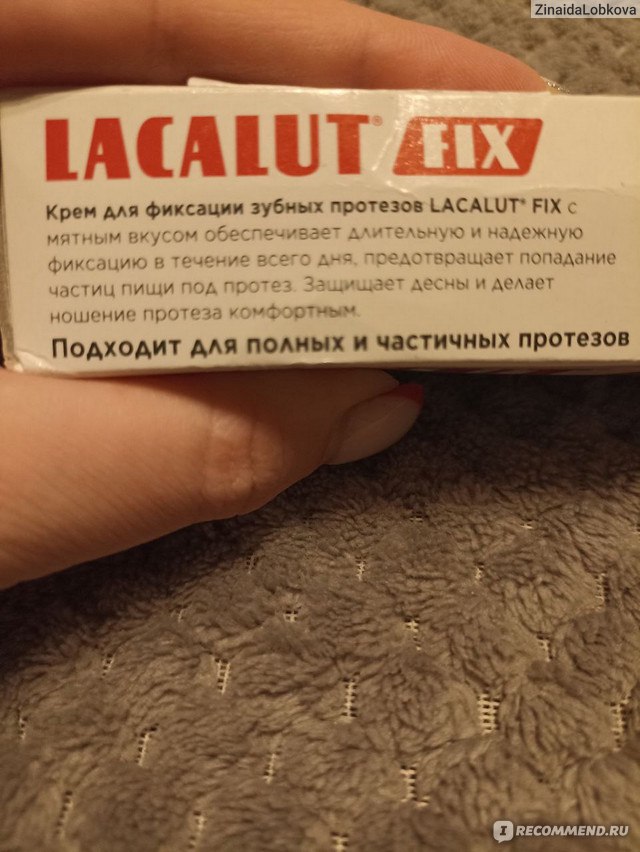 ZinaidaLobkova
LACALUT® FIX
Крем для фиксации зубных протезов LACALUT® FIX с
мятным вкусом обеспечивает длительную и надежную
фиксацию в течение всего дня, предотвращает попадание
частиц пищи под протез. Защищает десны и делает
ношение протеза комфортным.
Подходит для полных и частичных протезов
I RECOMMEND.RU